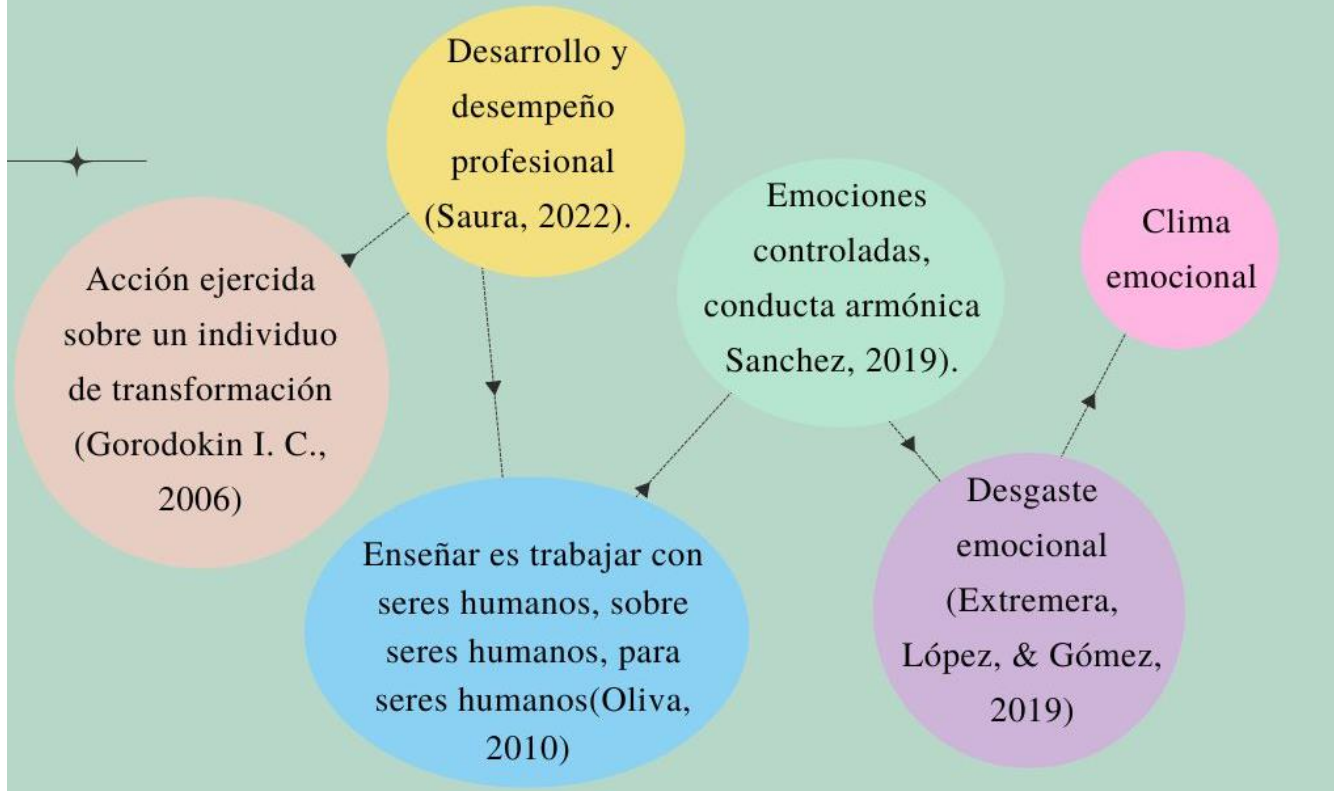 Desarrollo y
desempeño
profesional
(Saura, 2022).
Acción ejercida
sobre un individuo
de transformación
(Gorodokin I. C.,
2006)
Enseñar es trabajar con
seres humanos, sobre
seres humanos, para
seres humanos(Oliva,
2010)
Emociones
controladas,
conducta armónica
Sanchez, 2019).
Desgaste
emocional
(Extremera,
López, & Gómez,
2019)
Clima
emocional